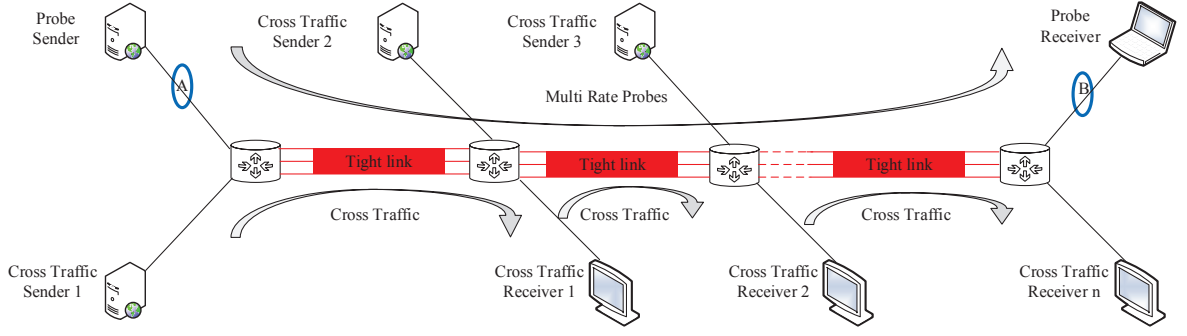 Probe
Sender
Cross Traffic
Sender 2
Cross Traffic
Sender 3
Probe
Receiver
A
B
Multi Rate Probes
Tight link
Tight link
Tight link
Cross Traffic
Cross Traffic
Cross Traffic
Cross Traffic
Sender 1
Cross Traffic
Receiver 1
Cross Traffic
Receiver 2
Cross Traffic
Receiver n